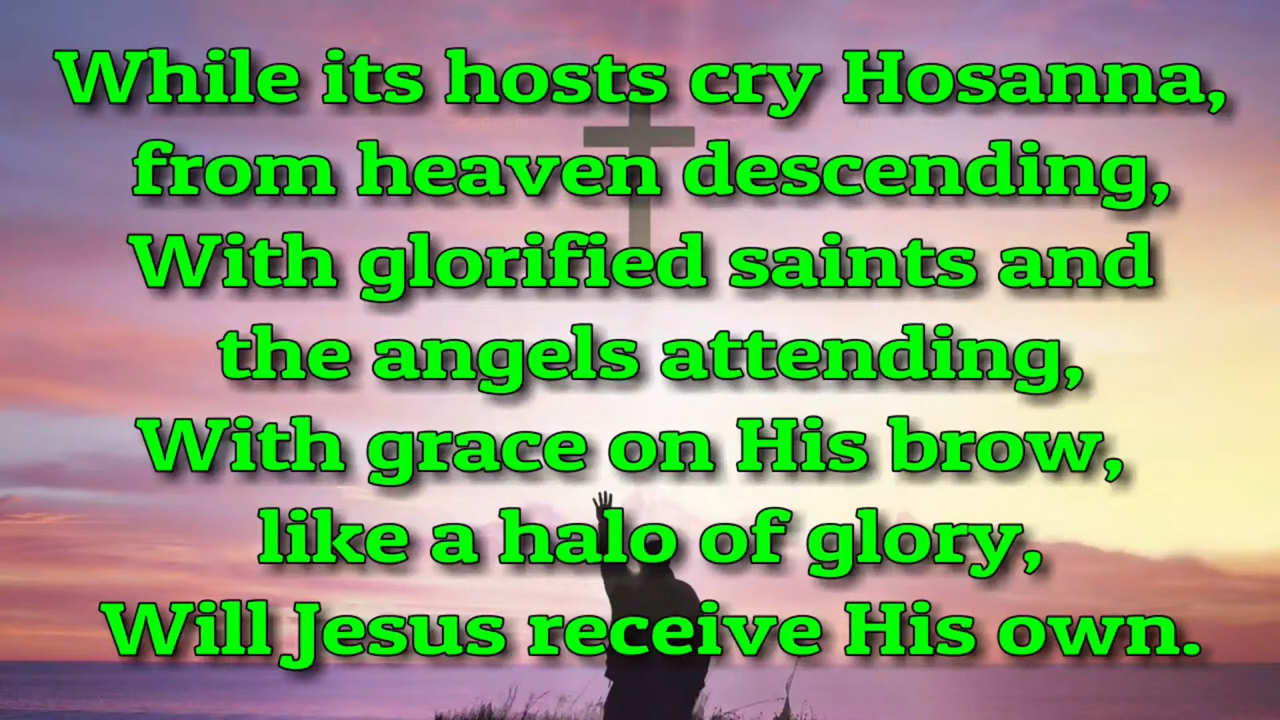 While its hosts cry Hosanna,
from heaven descending,
With glorified saints and
the angels attending,
With grace on His brow,
like a halo of glory,
Will Jesus receive His own.